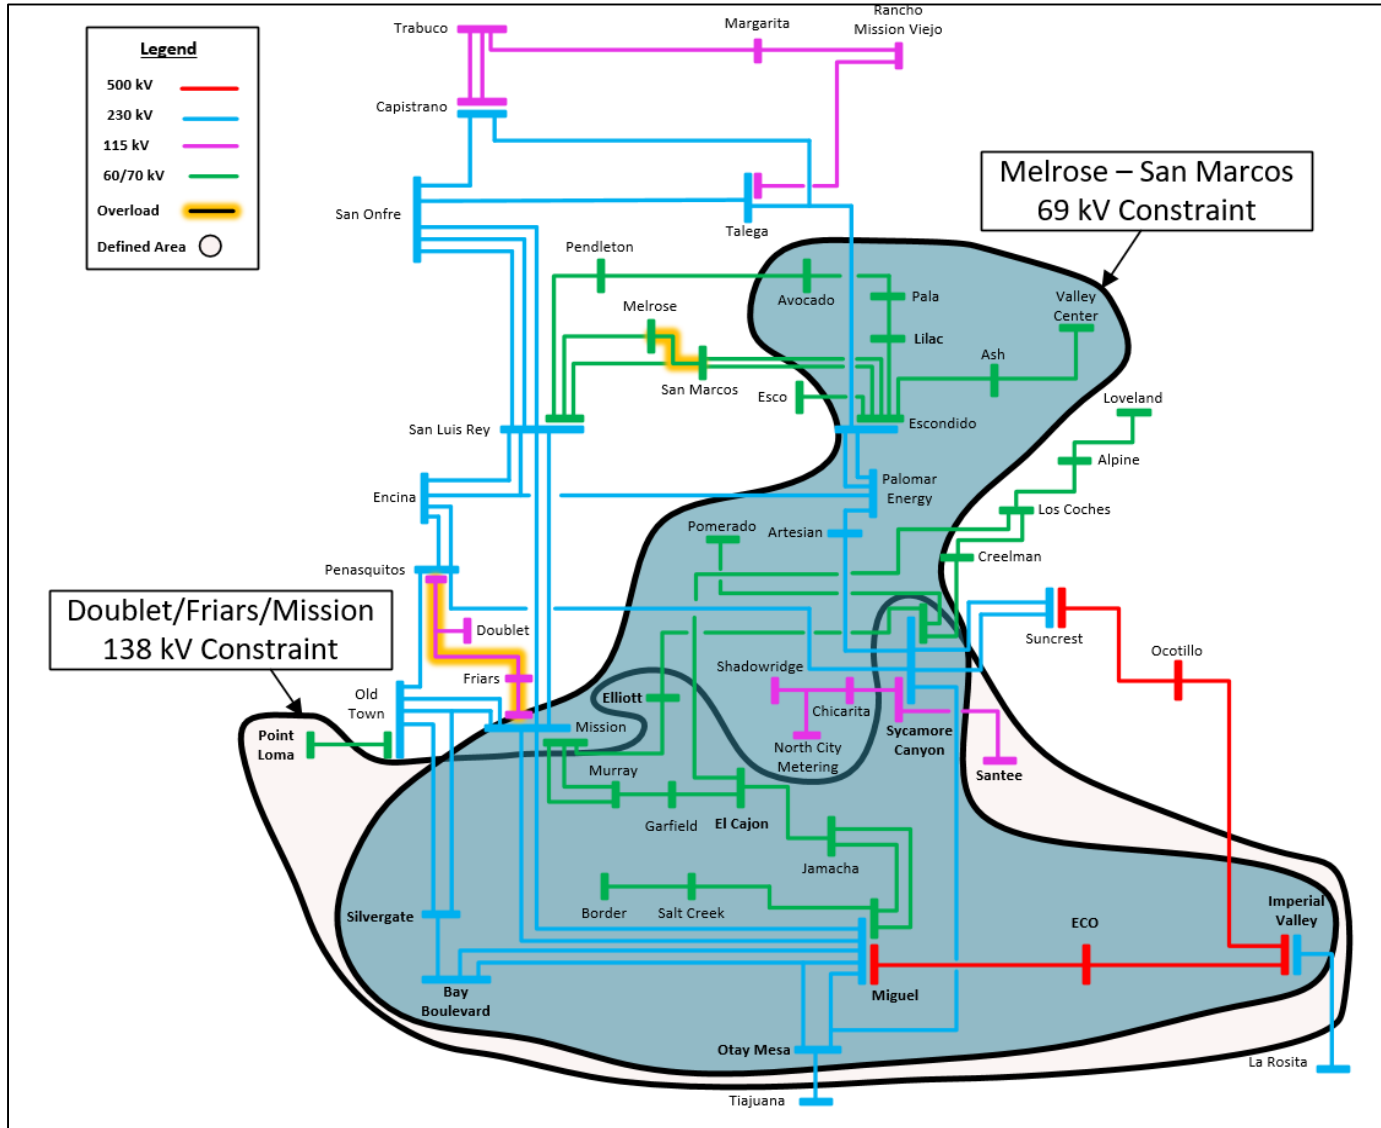 Legend
500 kV
230 kV
115 kV
60/70 kV
Overload
Defined Area
Trabuco
Margarita
Rancho
Mission Viejo
Capistrano
San Onfre
Talega
Melrose – San Marcos
69 kV Constraint
Pendleton
Avocado
Pala
Valley
Center
Melrose
Lilac
Ash
San Marcos
Esco
Loveland
San Luis Rey
Escondido
Alpine
Encina
Palomar
Energy
Los Coches
Pomerado
Artesian
Creelman
Penasquitos
Doublet/Friars/Mission
138 kV Constraint
Doublet
Suncrest
Ocotillo
Friars
Shadowridge
Old
Town
Elliott
Chicarita
Point
Loma
Mission
North City
Metering
Sycamore
Canyon
Santee
Murray
Garfield
El Cajon
Jamacha
Silvergate
Border
Salt Creek
Imperial
Valley
ECO
Bay
Boulevard
Miguel
Otay Mesa
La Rosita
Tiajuana